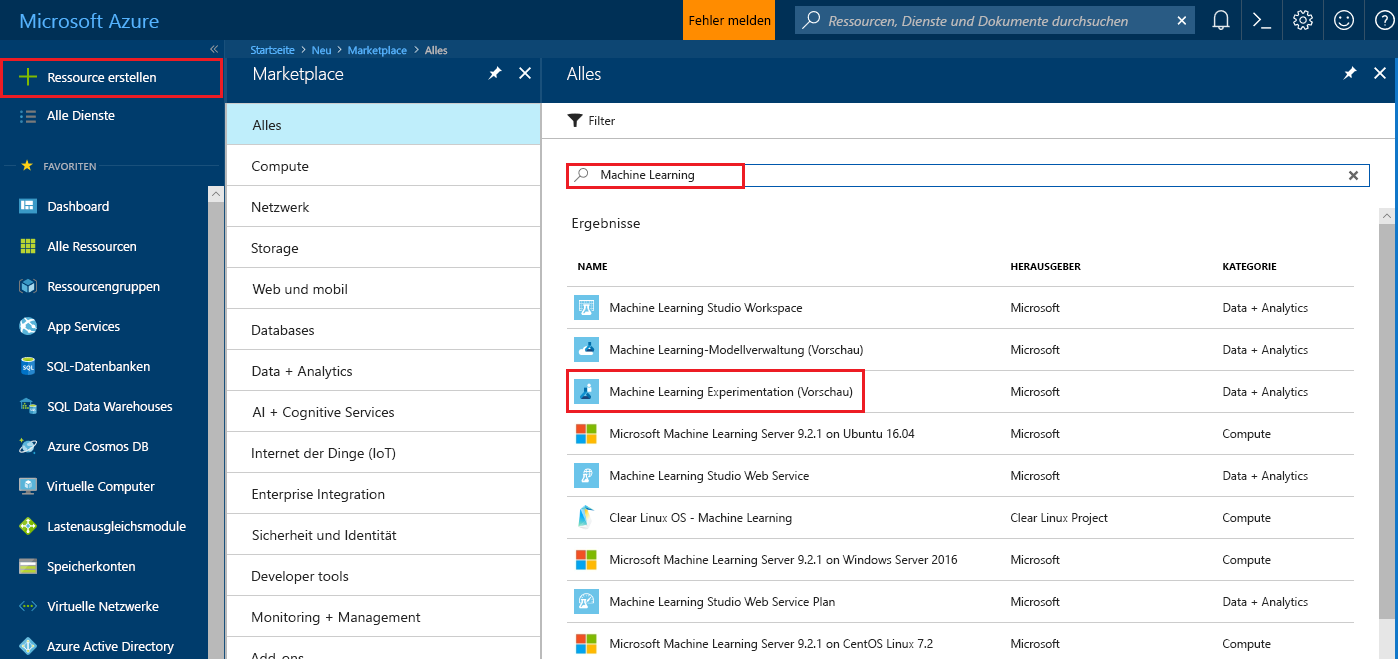 Microsoft Azure
Fehler melden
Ressourcen, Dienste und Dokumente durchsuchen
Startseite > Neu > Marketplace > Alles
Ressource erstellen
Alle Dienste
FAVORITEN
Dashboard
Alle Ressourcen
Ressourcengruppen
App Services
SQL-Datenbanken
SQL Data Warehouses
Azure Cosmos DB
Virtuelle Computer
Lastenausgleichsmodule
Speicherkonten
Virtuelle Netzwerke
Azure Active Directory
Marketplace
Alles
Compute
Netzwerk
Storage
Web und mobil
Databases
Data + Analytics
AI + Cognitive Services
Internet der Dinge (IoT)
Enterprise Integration
Sicherheit und Identität
Developer tools
Monitoring + Management
Add-ons
Alles
Filter
Machine Learning
Ergebnisse
NAME HERAUSGEBER KATEGORIE
Machine Learning Studio Workspace Microsoft Data + Analytics
Machine Learning-Modellverwaltung (Vorschau) Microsoft Data + Analytics
Machine Learning Experimentation (Vorschau) Microsoft Data + Analytics
Microsoft Machine Learning Server 9.2.1 on Ubuntu 16.04 Microsoft Compute
Machine Learning Studio Web Service Microsoft Data + Analytics
Clear Linux OS - Machine Learning Clear Linux Project Compute
Microsoft Machine Learning Server 9.2.1 on Windows Server 2016 Microsoft Compute
Machine Learning Studio Web Service Plan Microsoft Data + Analytics
Microsoft Machine Learning Server 9.2.1 on CentOS Linux 7.2 Microsoft Compute